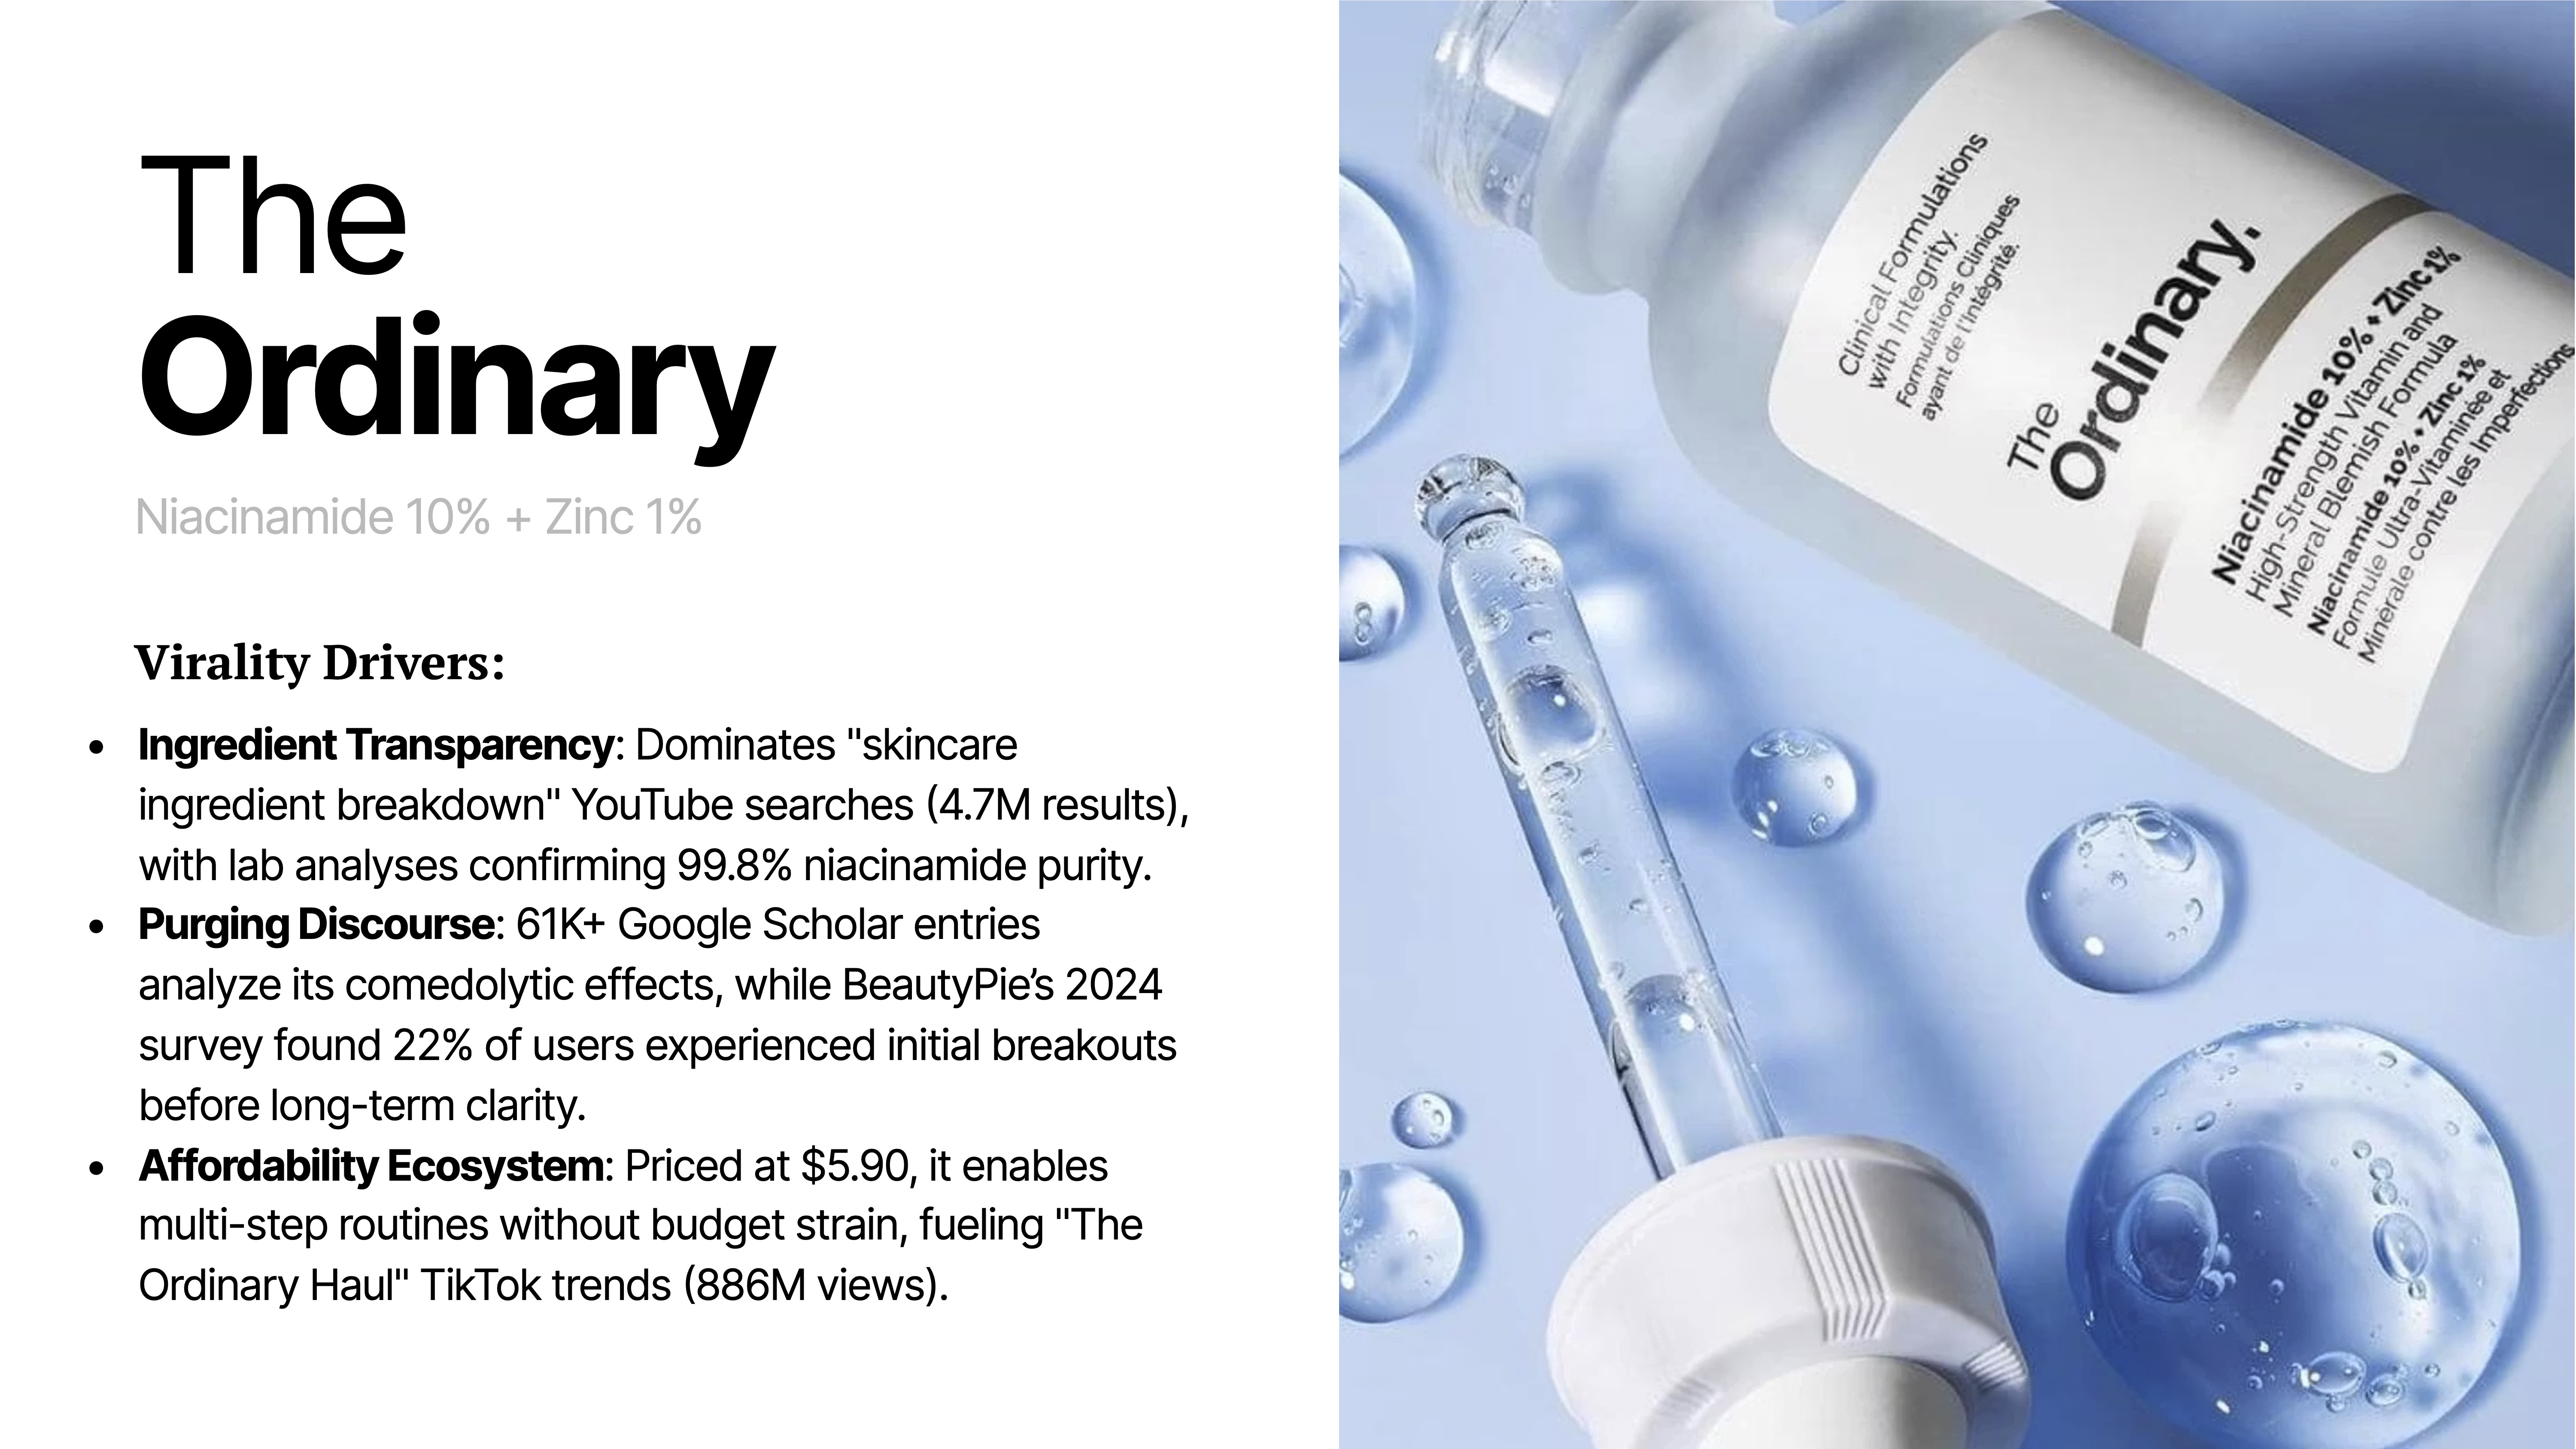 The
Ordinary
Niacinamide 10% + Zinc 1%
Virality Drivers:
• Ingredient Transparency: Dominates "skincare
ingredient breakdown" YouTube searches (4.7M results),
with lab analyses confirming 99.8% niacinamide purity.
• Purging Discourse: 61K+ Google Scholar entries
analyze its comedolytic effects, while BeautyPie’s 2024
survey found 22% of users experienced initial breakouts
before long-term clarity.
• Affordability Ecosystem: Priced at $5.90, it enables
multi-step routines without budget strain, fueling "The
Ordinary Haul" TikTok trends (886M views).
Clinical Formulations
with Integrity.
Formulations Cliniques
ayant de l'Intégrité.
The
Ordinary.
Niacinamide 10% + Zinc 1%
High-Strength Vitamin and
Mineral Blemish Formula
Niacinamide 10% + Zinc 1%
Formule Ultra-Vitaminée et
Minérale contre les Imperfections